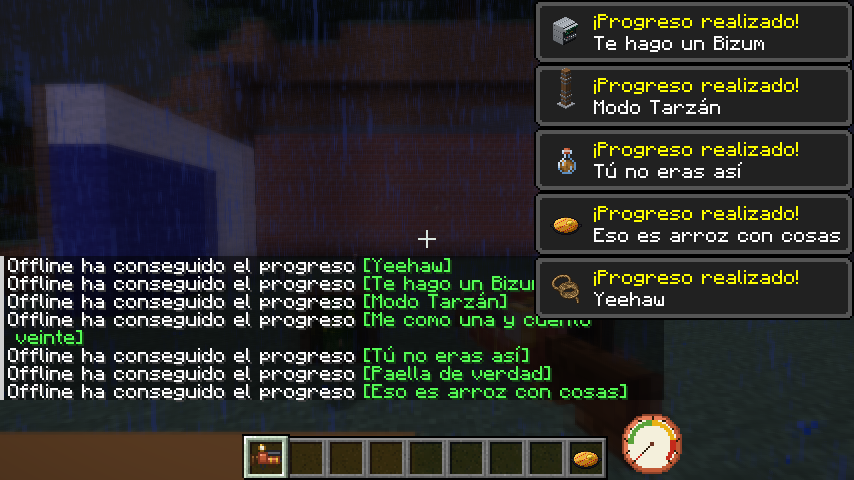 ¡Progreso realizado!
Te hago un Bizum
¡Progreso realizado!
Modo Tarzán
¡Progreso realizado!
Tú no eras así
¡Progreso realizado!
Eso es arroz con cosas
¡Progreso realizado!
Yeehaw
Offline ha conseguido el progreso [Yeehaw]
Offline ha conseguido el progreso [Te hago un Bizu
Offline ha conseguido el progreso [Modo Tarzán]
Offline ha conseguido el progreso [Me como una y cuento
veinte]
Offline ha conseguido el progreso [Tú no eras así]
Offline ha conseguido el progreso [Paella de verdad]
Offline ha conseguido el progreso [Eso es arroz con cosas]